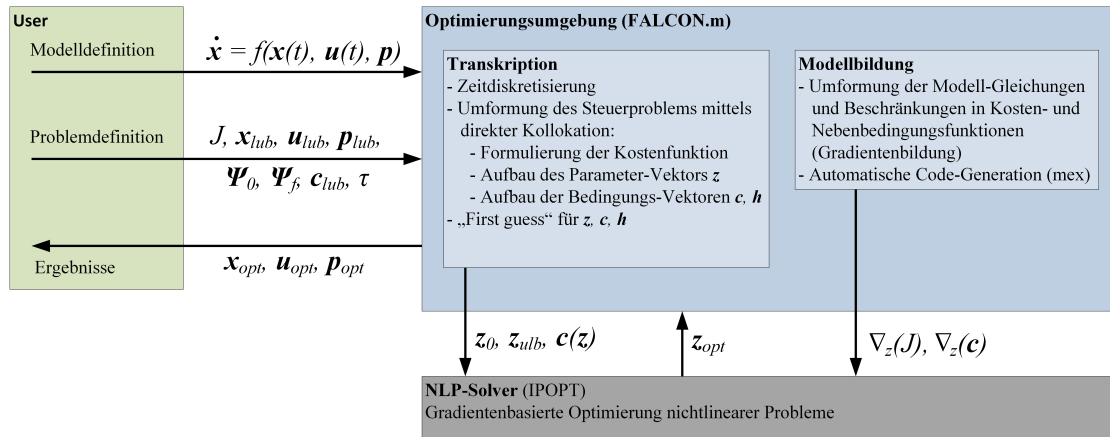 User
Modelldefinition
ẋ = f(x(t), u(t), p)
Problemdefinition
J, x_lub, u_lub, p_lub,
Ψ_0, Ψ_f, c_lub, τ
Ergebnisse
x_opt, u_opt, p_opt
Optimierungsumgebung (FALCON.m)
Transkription
- Zeitdiskretisierung
- Umformung des Steuerproblems mittels
direkter Kollokation:
- Formulierung der Kostenfunktion
- Aufbau des Parameter-Vektors z
- Aufbau der Bedingungs-Vektoren c, h
- „First guess“ für z, c, h
Modellbildung
- Umformung der Modell-Gleichungen
und Beschränkungen in Kosten- und
Nebenbedingungsfunktionen
(Gradientenbildung)
- Automatische Code-Generation (mex)
z_0, z_ulb, c(z)
z_opt
∇_z(J), ∇_z(c)
NLP-Solver (IPOPT)
Gradientenbasierte Optimierung nichtlinearer Probleme